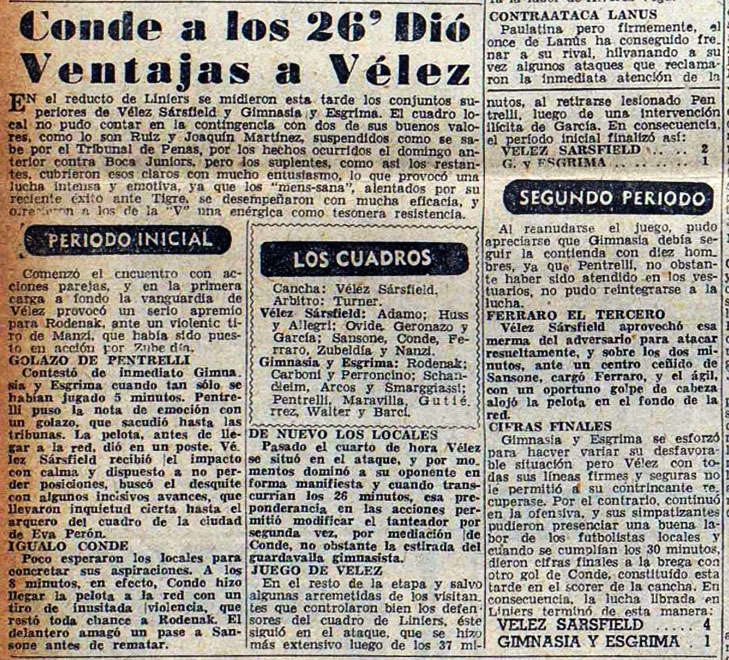 Conde a los 26' Dió
Ventajas a Vélez
EN el reducto de Liniers se midieron esta tarde los conjuntos su-
periores de Vélez Sársfield y Gimnasia y Esgrima. El cuadro lo-
cal no pudo contar en la contingencia con dos de sus buenos valo-
res, como lo son Ruiz y Joaquín Martínez, suspendidos como se sa-
be por el Tribunal de Penas, por los hechos ocurridos el domingo an-
terior contra Boca Juniors, pero los suplentes, como así los restan-
tes, cubrieron esos claros con mucho entusiasmo, lo que provocó una
lucha intensa y emotiva, ya que los "mens-sana", alentados por su
reciente éxito ante Tigre, se desempeñaron con mucha eficacia, y
ofrecieron a los de la "V" una enérgica como tesonera resistencia.
PERIODO INICIAL
Comenzó el encuentro con ac-
ciones parejas, y en la primera
carga a fondo la vanguardia de
Vélez provocó un serio apremio
para Rodenak, ante un violento ti-
ro de Manzi, que había sido pues-
to en acción por Zubeldía.
GOLAZO DE PENTRELLI
Contestó de inmediato Gimna-
sia y Esgrima cuando tan sólo se
habían jugado 5 minutos. Pentre-
lli puso la nota de emoción con
un golazo, que sacudió hasta las
tribunas. La pelota, antes de lle-
gar a la red, dió en un poste. Vé-
lez Sársfield recibió el impacto
con calma y dispuesto a no per-
der posiciones, buscó el desquite
con algunos incisivos avances, que
llevaron inquietud cierta hasta el
arquero del cuadro de la ciudad
de Eva Perón.
IGUALO CONDE
Poco esperaron los locales para
concretar sus aspiraciones. A los
8 minutos, en efecto, Conde hizo
llegar la pelota a la red con un
tiro de inusitada violencia, que
restó toda chance a Rodenak. El
delantero amagó un pase a San-
sone antes de rematar.
LOS CUADROS
Cancha: Vélez Sársfield.
Arbitro: Turner.
Vélez Sársfield: Adamo; Huss
y Allegri; Ovide, Geronazo y
García; Sansone, Conde, Fe-
rraro, Zubeldía y Nanzi.
Gimnasia y Esgrima: Rodenak;
Carboni y Perroncino; Schan-
dleim, Arcos y Smarggiassi;
Pentrelli, Maravilla, Gutié-
rrez, Walter y Barci.
DE NUEVO LOS LOCALES
Pasado el cuarto de hora Vélez
se situó en el ataque, y por mo-
mentos dominó a su oponente en
forma manifiesta y cuando trans-
currían los 26 minutos, esa pre-
ponderancia en las acciones per-
mitió modificar el tanteador por
segunda vez, por mediación de
Conde, no obstante la estirada del
guardavalla gimnasista.
JUEGO DE VELEZ
En el resto de la etapa y salvo
algunas arremetidas de los visitan-
tes que controlaron bien los defen-
sores del cuadro de Liniers, éste
siguió en el ataque, que se hizo
más extensivo luego de los 37 mi-
CONTRAATACA LANUS
Paulatina pero firmemente, el
once de Lanús ha conseguido fre-
nar a su rival, hilvanando a su
vez algunos ataques que reclama-
ron la inmediata atención de la
nutos, al retirarse lesionado Pen
trelli, luego de una intervención
ilícita de García. En consecuencia,
el período inicial finalizó así:
VELEZ SARSFIELD ..... 2
G. y ESGRIMA ......... 1
SEGUNDO PERIODO
Al reanudarse el juego, pudo
apreciarse que Gimnasia debía se-
guir la contienda con diez hom-
bres, ya que Pentrelli, no obstan-
te haber sido atendido en los ves-
tuarios, no pudo reintegrarse a la
lucha.
FERRARO EL TERCERO
Vélez Sársfield aprovechó esa
merma del adversario para atacar
resueltamente, y sobre los dos mi-
nutos, ante un centro ceñido de
Sansone, cargó Ferraro, y el ágil,
con un oportuno golpe de cabeza
alojó la pelota en el fondo de la
red.
CIFRAS FINALES
Gimnasia y Esgrima se esforzó
para hacver variar su desfavora-
ble situación pero Vélez con to-
das sus líneas firmes y seguras no
le permitió a su contrincante re-
cuperase. Por el contrario, continuó
en la ofensiva, y sus simpatizantes
pudieron presenciar una buena la-
bor de los futbolistas locales y
cuando se cumplían los 30 minutos,
dieron cifras finales a la brega con
otro gol de Conde, constituído esta
tarde en el scorer de la cancha. En
consecuencia, la lucha librada en
Liniers terminó de esta manera:
VELEZ SARSFIELD ..... 4
GIMNASIA Y ESGRIMA . 1